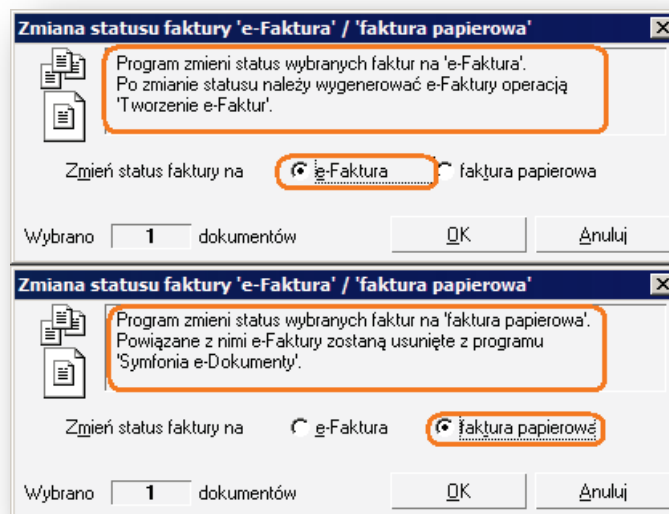 Zmiana statusu faktury 'e-Faktura' / 'faktura papierowa'
Program zmieni status wybranych faktur na 'e-Faktura'.
Po zmianie statusu należy wygenerować e-Faktury operacją
'Tworzenie e-Faktur'.
Zmień status faktury na e-Faktura faktura papierowa
Wybrano 1 dokumentów OK Anuluj
Zmiana statusu faktury 'e-Faktura' / 'faktura papierowa'
Program zmieni status wybranych faktur na 'faktura papierowa'.
Powiązane z nimi e-Faktury zostaną usunięte z programu
'Symfonia e-Dokumenty'.
Zmień status faktury na e-Faktura faktura papierowa
Wybrano 1 dokumentów OK Anuluj